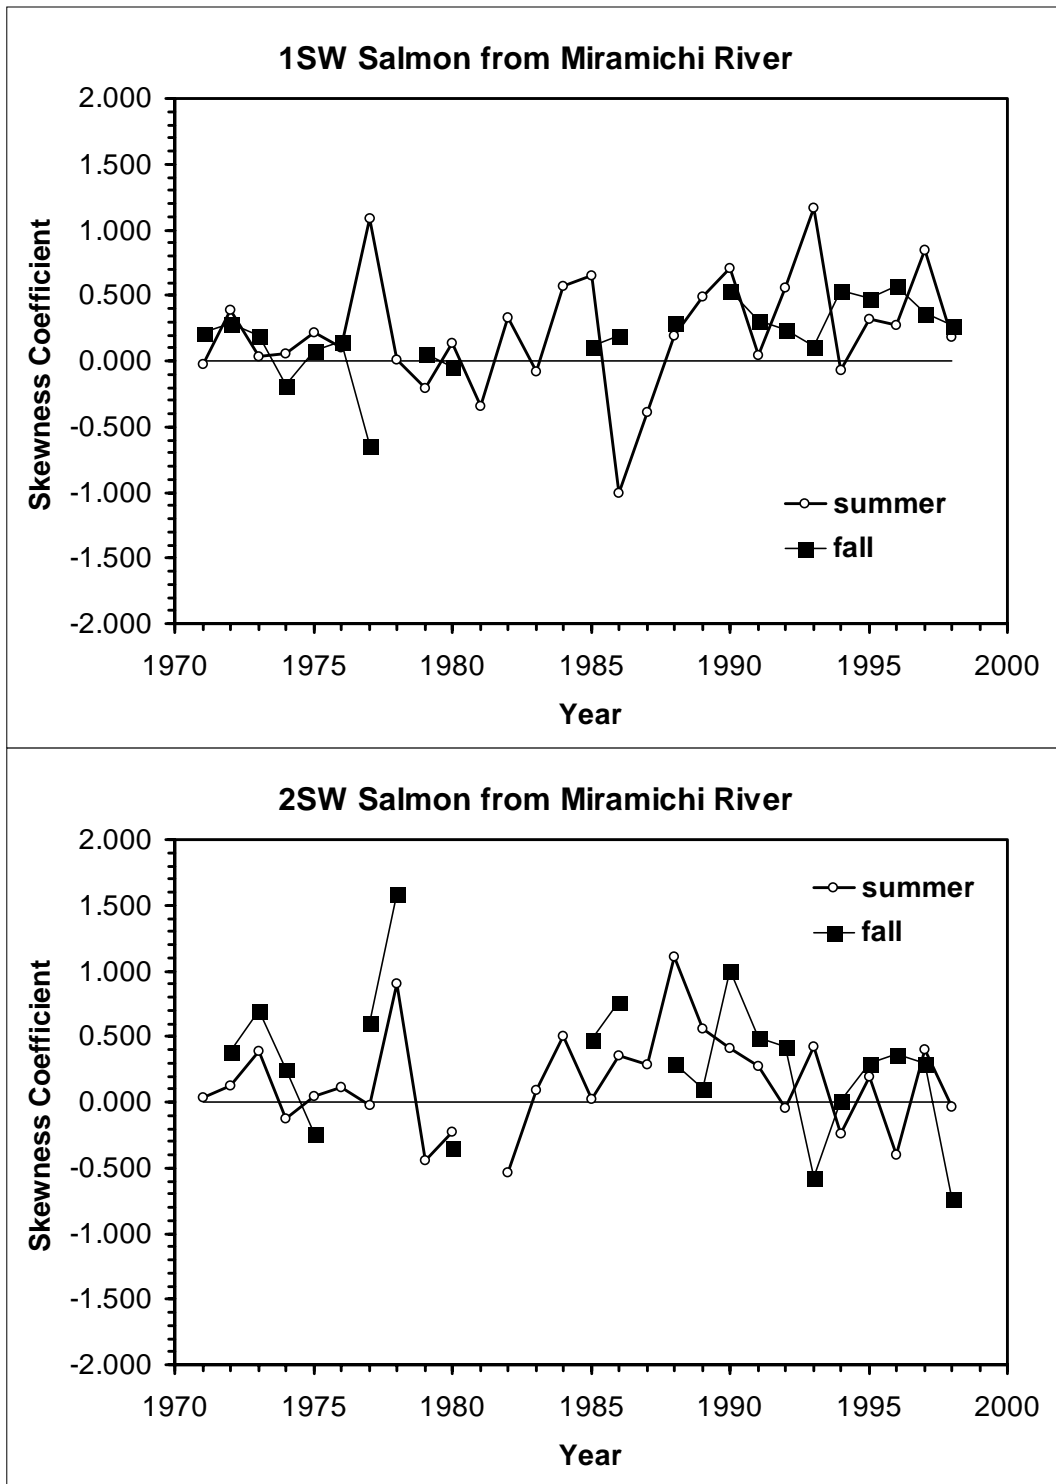 1SW Salmon from Miramichi River
2.000
1.500
1.000
0.500
0.000
-0.500
-1.000
-1.500
-2.000
Skewness Coefficient
summer
fall
1970 1975 1980 1985 1990 1995 2000
Year
2SW Salmon from Miramichi River
2.000
1.500
1.000
0.500
0.000
-0.500
-1.000
-1.500
-2.000
Skewness Coefficient
summer
fall
1970 1975 1980 1985 1990 1995 2000
Year